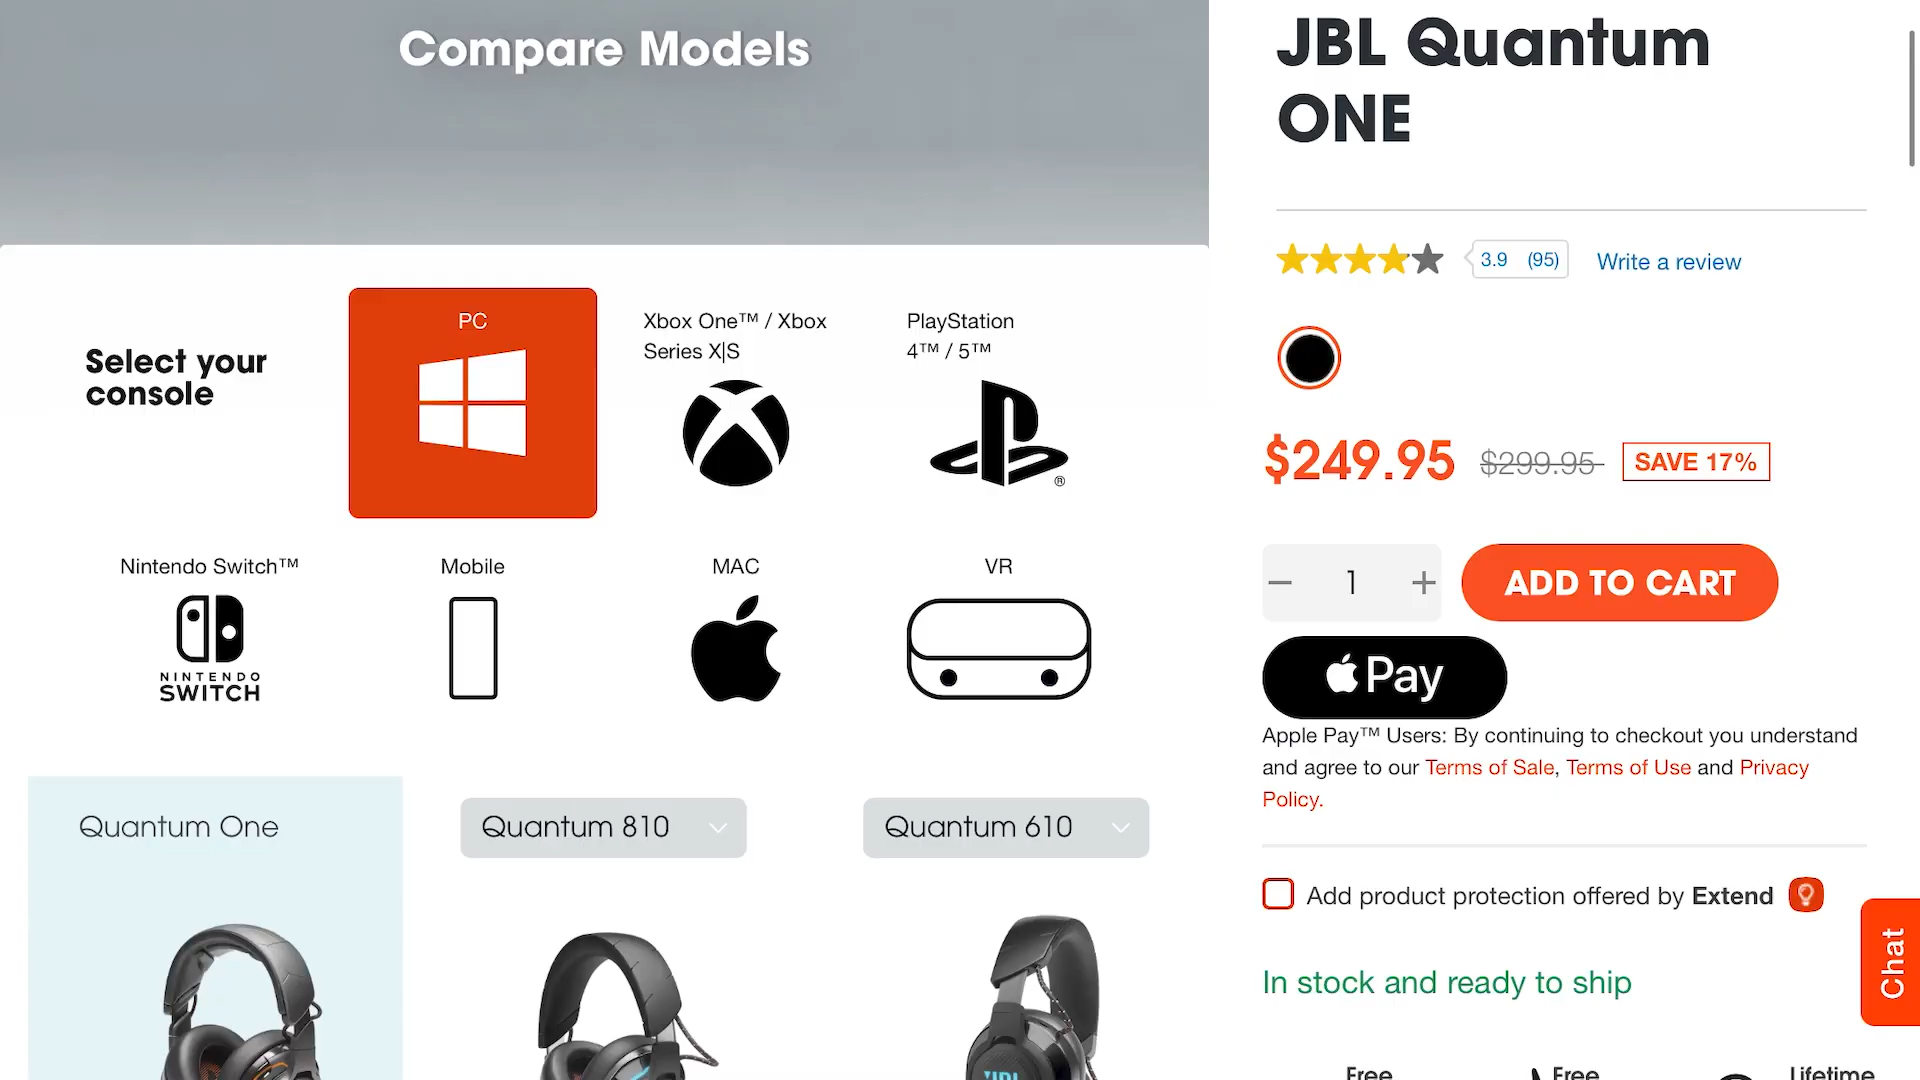 Compare Models
Select your
console
PC
Xbox One™ / Xbox
Series X|S
PlayStation
4™ / 5™
®
Nintendo Switch™
NINTENDO
SWITCH
Mobile
MAC
VR
Quantum One
Quantum 810
Quantum 610
JBL
JBL Quantum
ONE
3.9 (95)
Write a review
$249.95 $299.95 SAVE 17%
− 1 +
ADD TO CART
Pay
Apple Pay™ Users: By continuing to checkout you understand
and agree to our Terms of Sale, Terms of Use and Privacy
Policy.
Add product protection offered by Extend
In stock and ready to ship
Chat
Free
Free
Lifetime